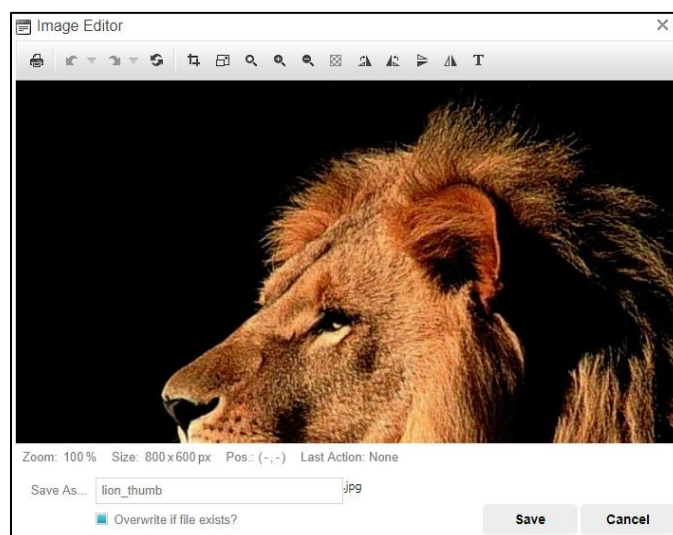 Image Editor
T
Zoom: 100 % Size: 800 x 600 px Pos.: ( - , - ) Last Action: None
Save As... lion_thumb .jpg
Overwrite if file exists? Save Cancel